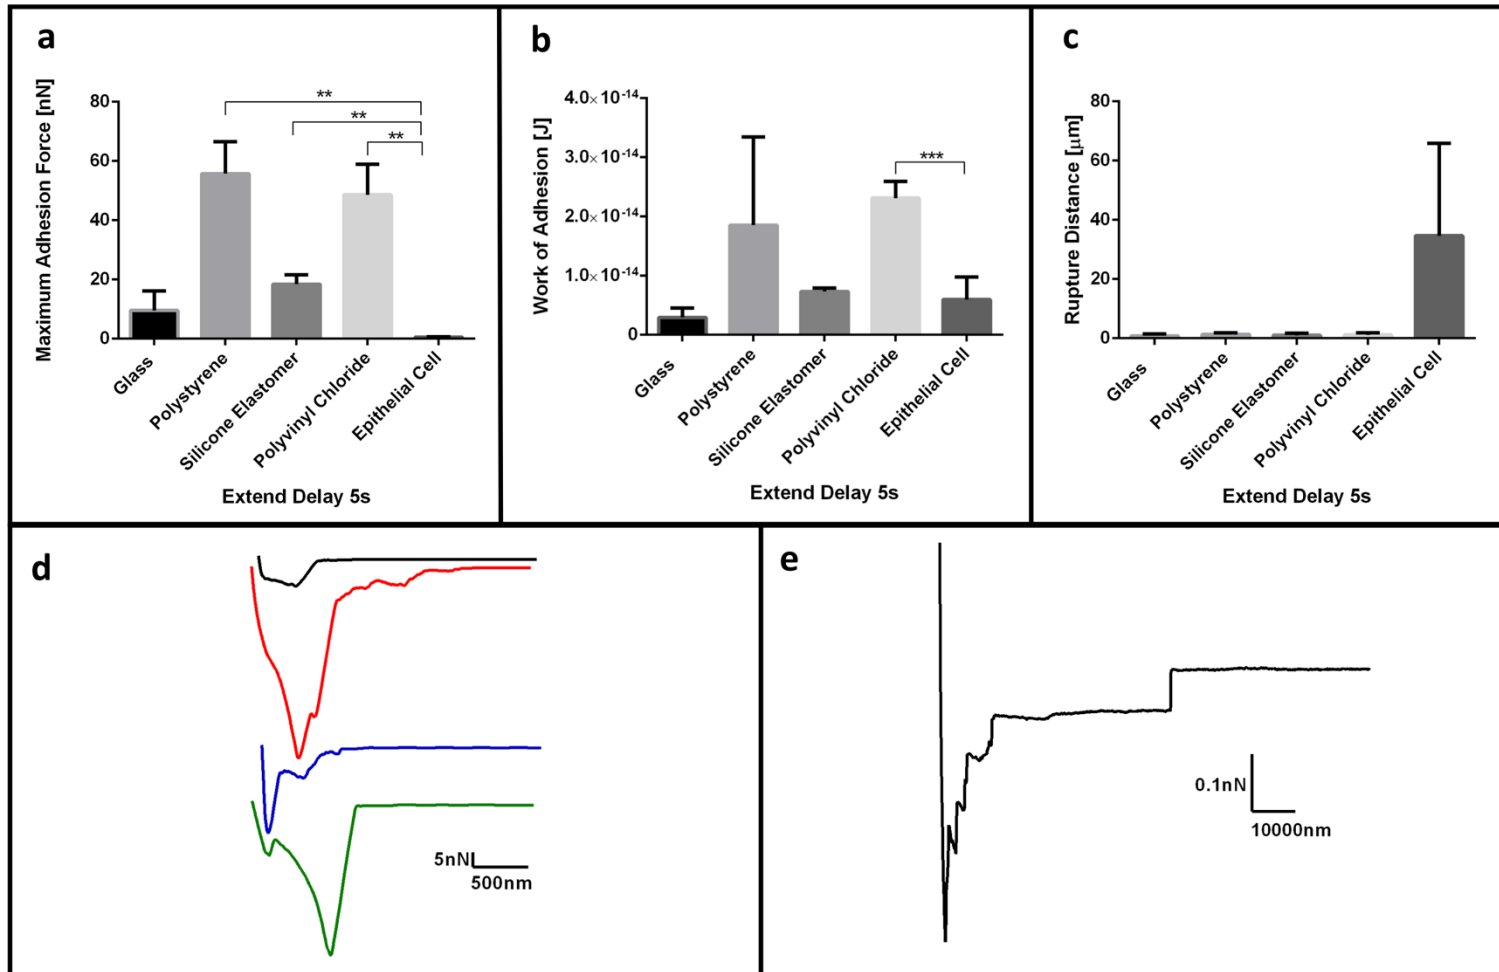 a
Maximum Adhesion Force [nN]
80
60
40
20
0
**
**
**
Glass
Polystyrene
Silicone Elastomer
Polyvinyl Chloride
Epithelial Cell
Extend Delay 5s
b
Work of Adhesion [J]
4.0×10-14
3.0×10-14
2.0×10-14
1.0×10-14
0
***
Glass
Polystyrene
Silicone Elastomer
Polyvinyl Chloride
Epithelial Cell
Extend Delay 5s
c
Rupture Distance [µm]
80
60
40
20
0
Glass
Polystyrene
Silicone Elastomer
Polyvinyl Chloride
Epithelial Cell
Extend Delay 5s
d
5nN
500nm
e
0.1nN
10000nm